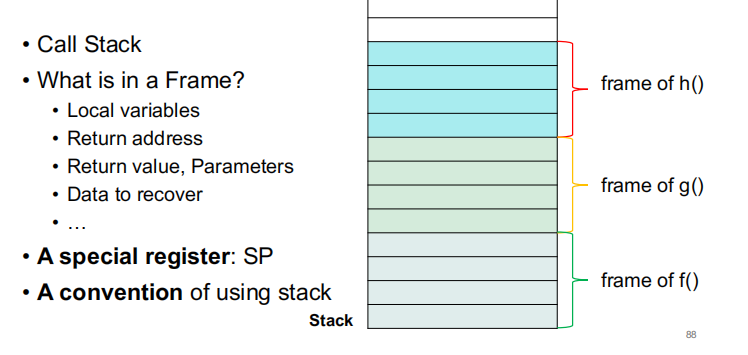 • Call Stack
• What is in a Frame?
• Local variables
• Return address
• Return value, Parameters
• Data to recover
• …
• A special register: SP
• A convention of using stack
Stack
frame of h()
frame of g()
frame of f()
88